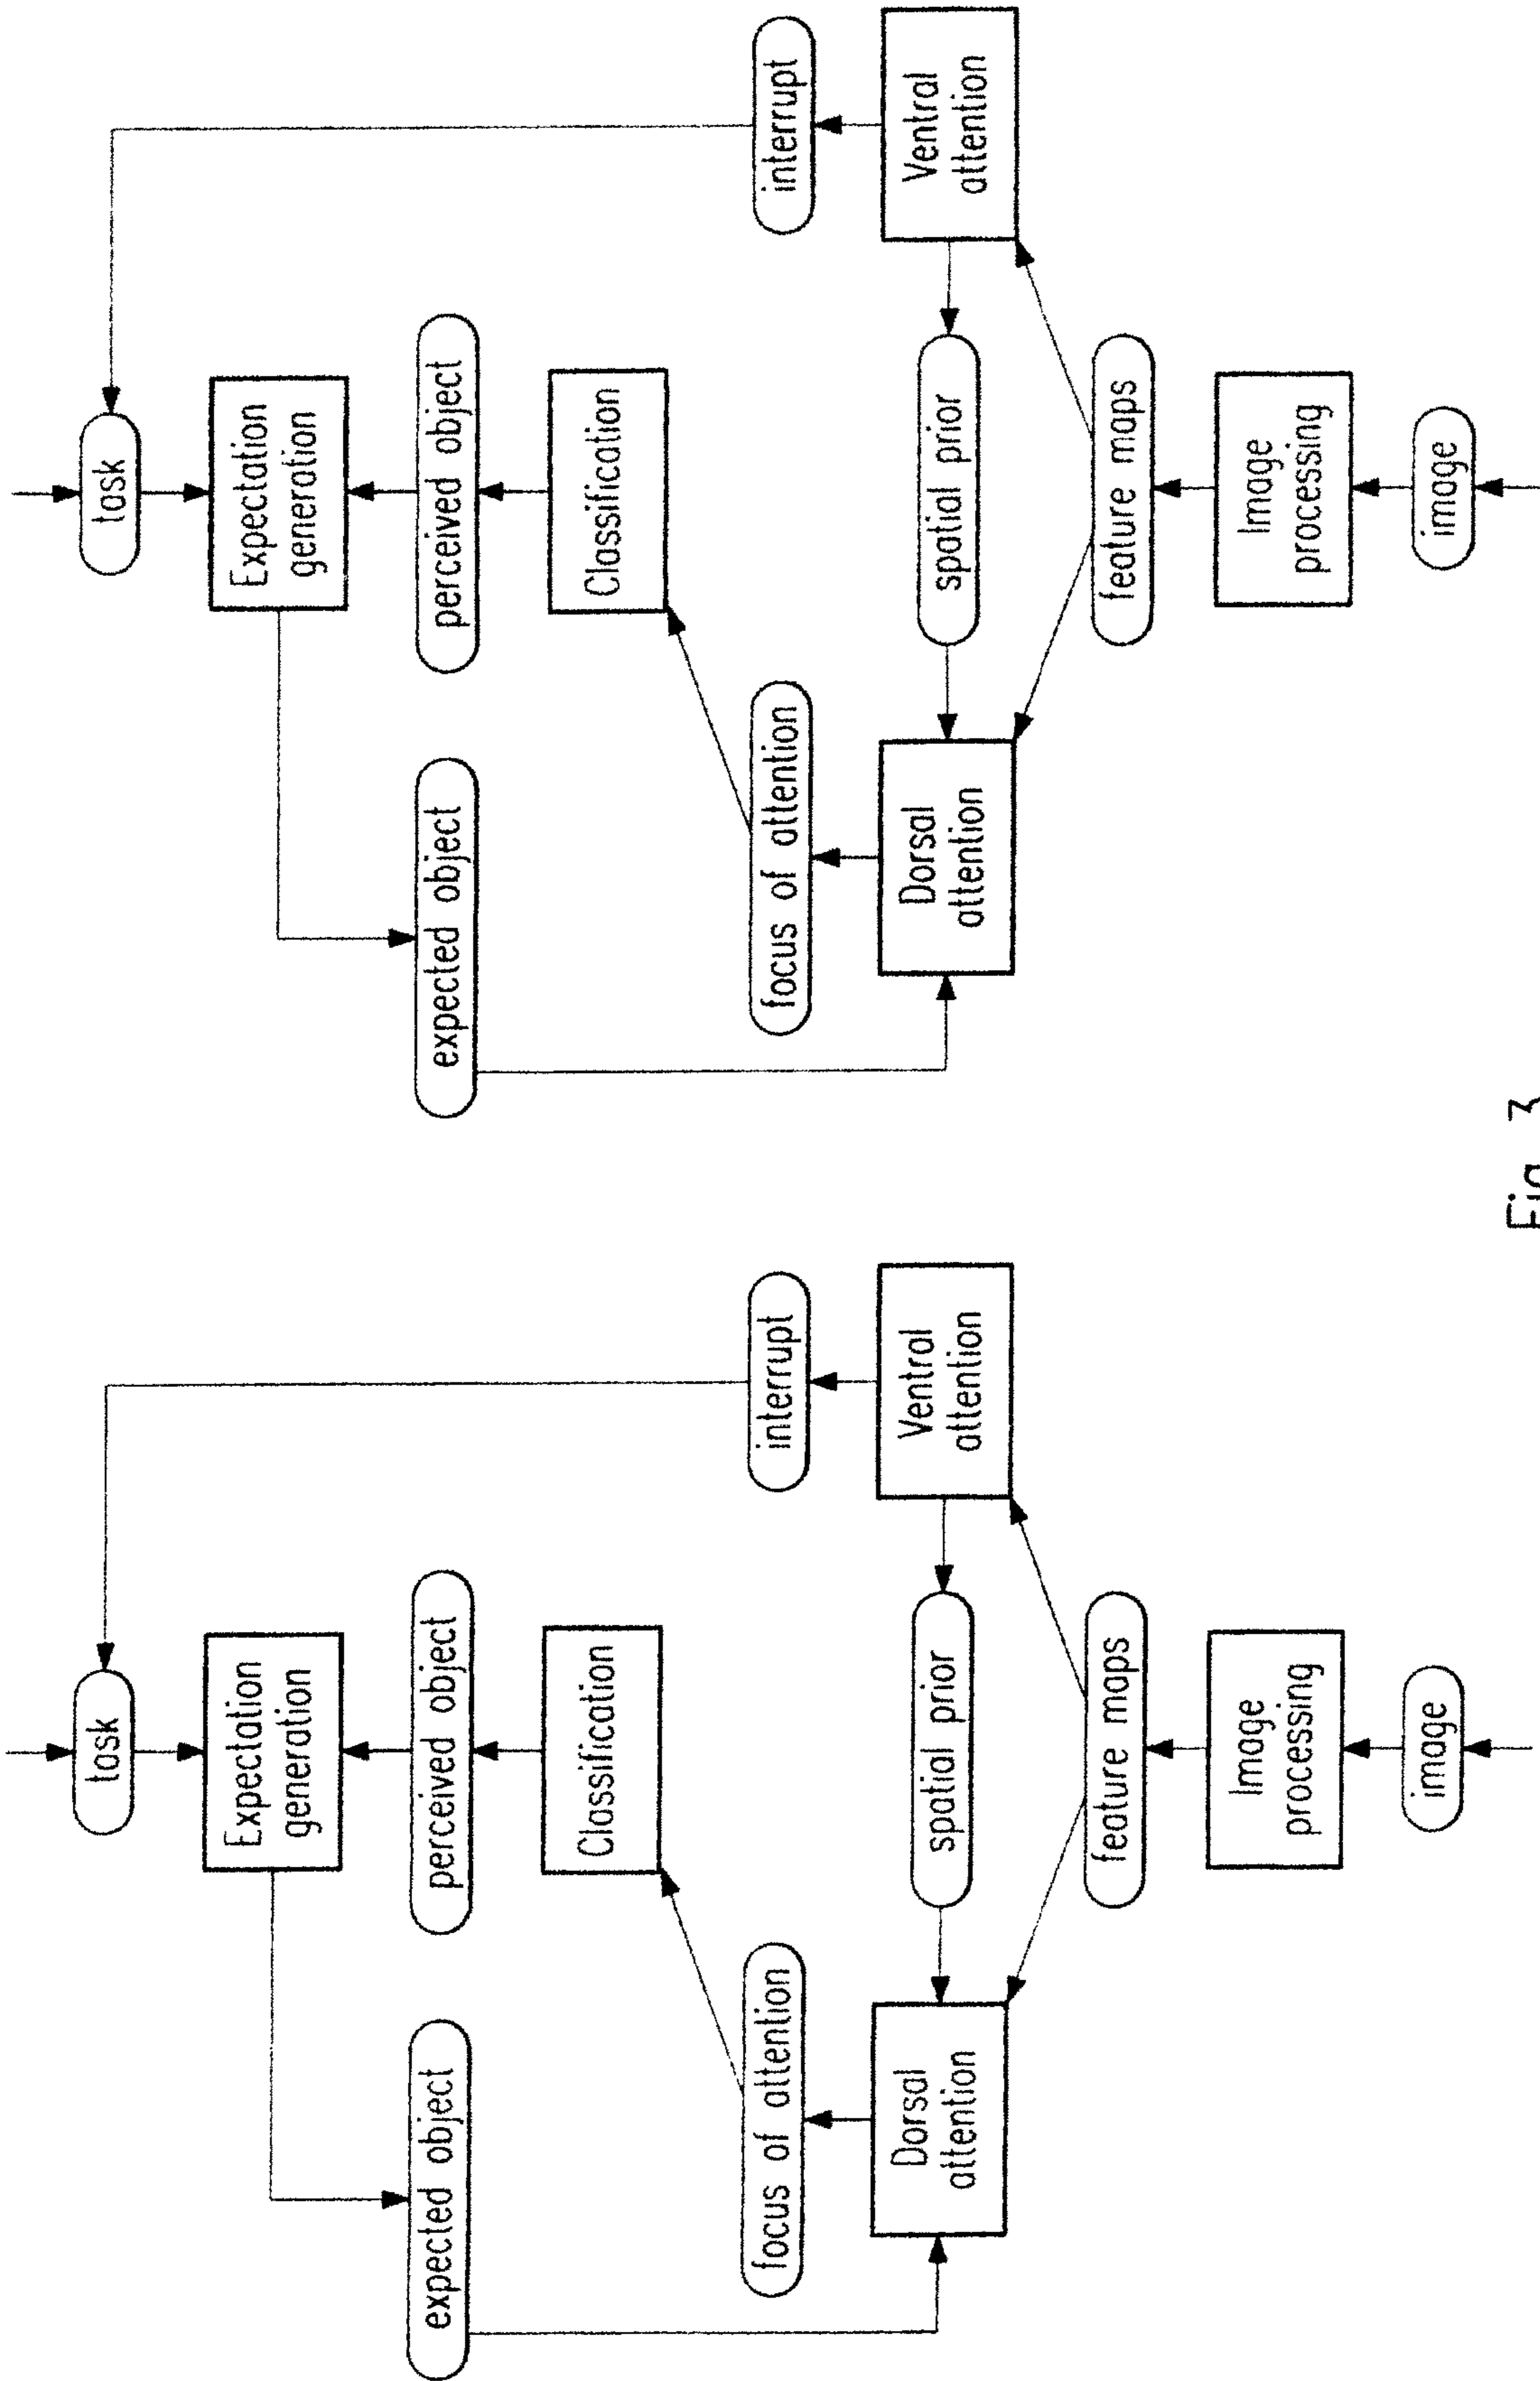 task
Expectation
generation
expected object
perceived object
Classification
focus of attention
interrupt
Dorsal
attention
spatial prior
Ventral
attention
feature maps
Image
processing
image
task
Expectation
generation
expected object
perceived object
Classification
focus of attention
interrupt
Dorsal
attention
spatial prior
Ventral
attention
feature maps
Image
processing
image
Fig. 3